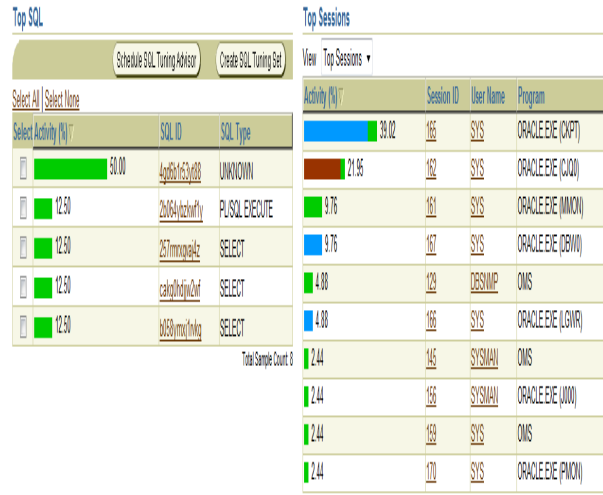 Top SQL
Schedule SQL Tuning Advisor Create SQL Tuning Set
Select All | Select None
Select Activity (%) SQL ID SQL Type
50.00 4gd6b1r53yt88 UNKNOWN
12.50 2b064ybzkwf1y PL/SQL EXECUTE
12.50 257rmrxgvaj4z SELECT
12.50 cakg0hdjjw2wf SELECT
12.50 b058ymxj1wkq SELECT
Total Sample Count: 8
Top Sessions
View Top Sessions
Activity (%) Session ID User Name Program
39.02 165 SYS ORACLE.EXE (CKPT)
21.95 162 SYS ORACLE.EXE (CJQ0)
9.76 161 SYS ORACLE.EXE (MMON)
9.76 167 SYS ORACLE.EXE (DBW0)
4.88 129 DBSNMP OMS
4.88 166 SYS ORACLE.EXE (LGWR)
2.44 145 SYSMAN OMS
2.44 156 SYSMAN ORACLE.EXE (J000)
2.44 159 SYS OMS
2.44 170 SYS ORACLE.EXE (PMON)